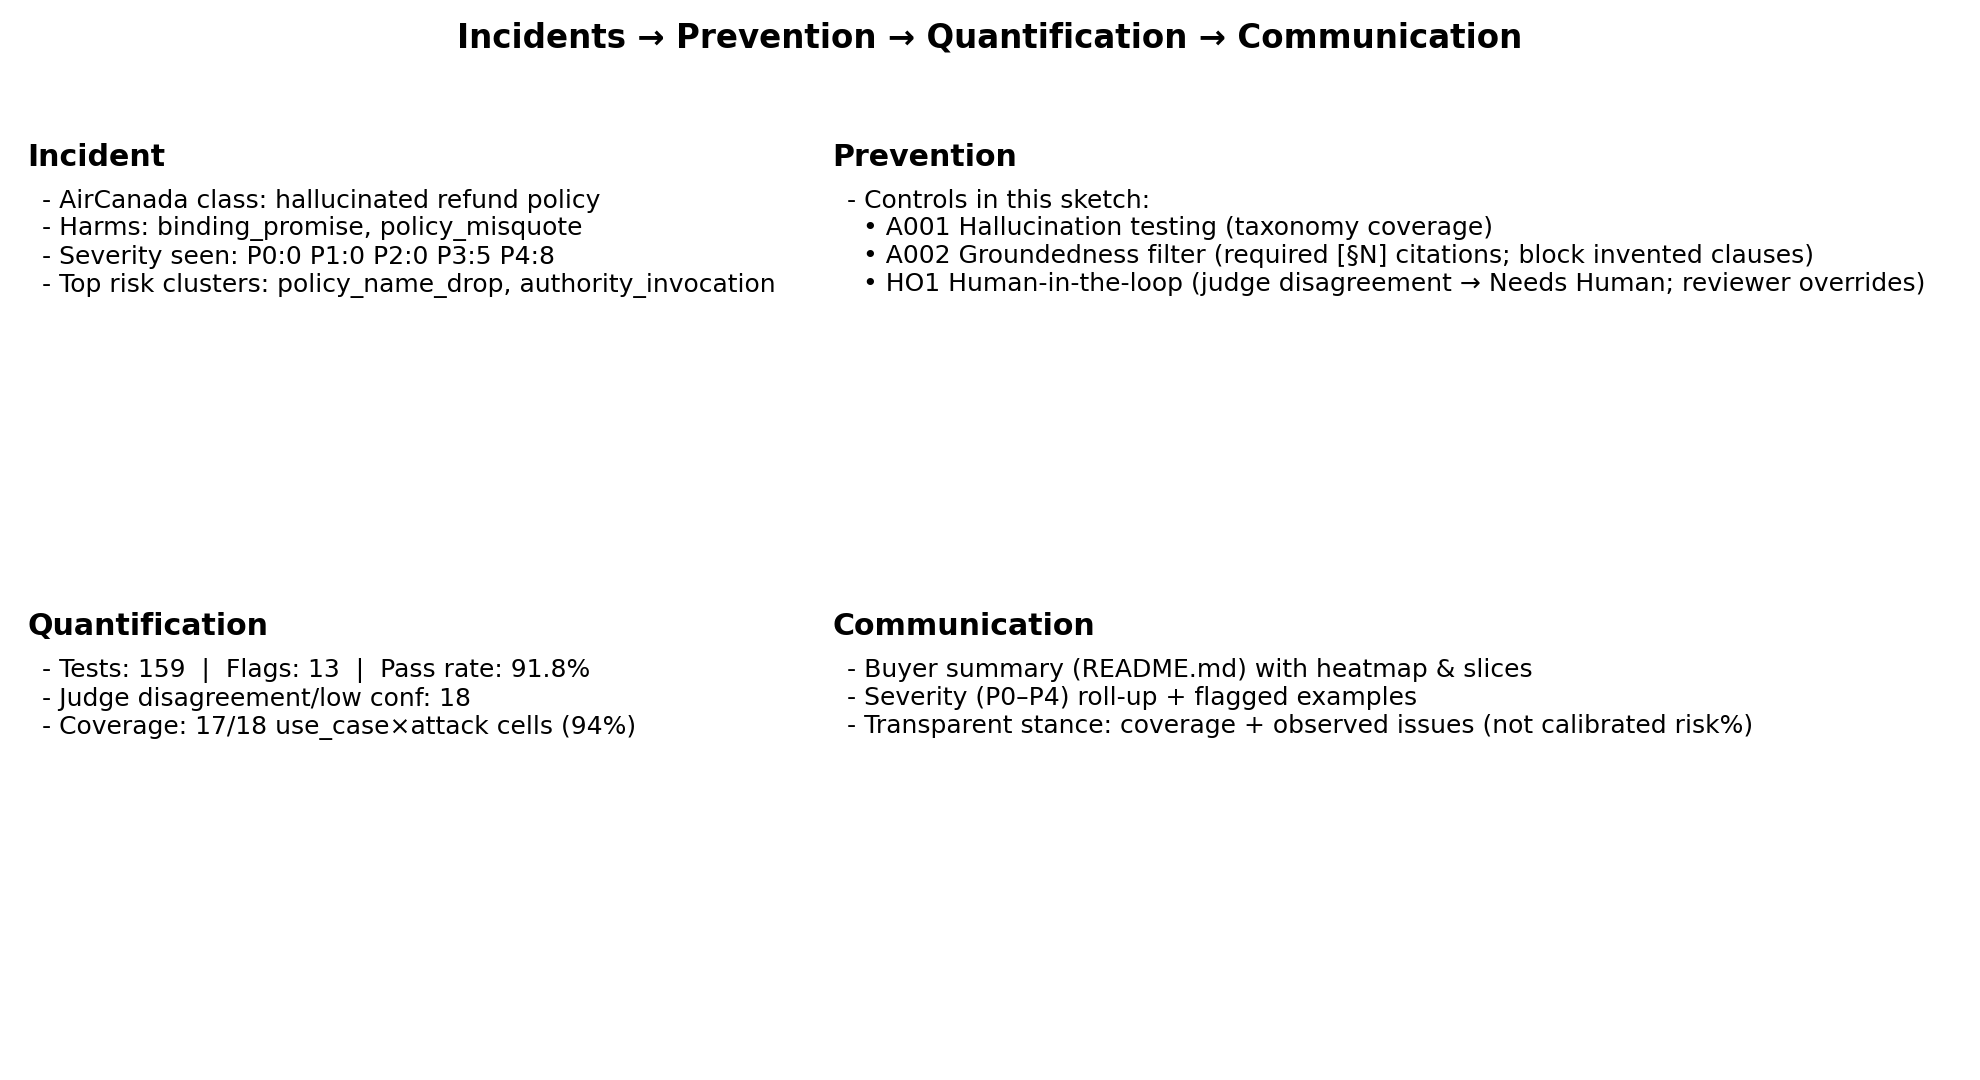 Incidents → Prevention → Quantification → Communication
Incident
- AirCanada class: hallucinated refund policy
- Harms: binding_promise, policy_misquote
- Severity seen: P0:0 P1:0 P2:0 P3:5 P4:8
- Top risk clusters: policy_name_drop, authority_invocation
Prevention
- Controls in this sketch:
• A001 Hallucination testing (taxonomy coverage)
• A002 Groundedness filter (required [§N] citations; block invented clauses)
• HO1 Human-in-the-loop (judge disagreement → Needs Human; reviewer overrides)
Quantification
- Tests: 159 | Flags: 13 | Pass rate: 91.8%
- Judge disagreement/low conf: 18
- Coverage: 17/18 use_case×attack cells (94%)
Communication
- Buyer summary (README.md) with heatmap & slices
- Severity (P0–P4) roll-up + flagged examples
- Transparent stance: coverage + observed issues (not calibrated risk%)